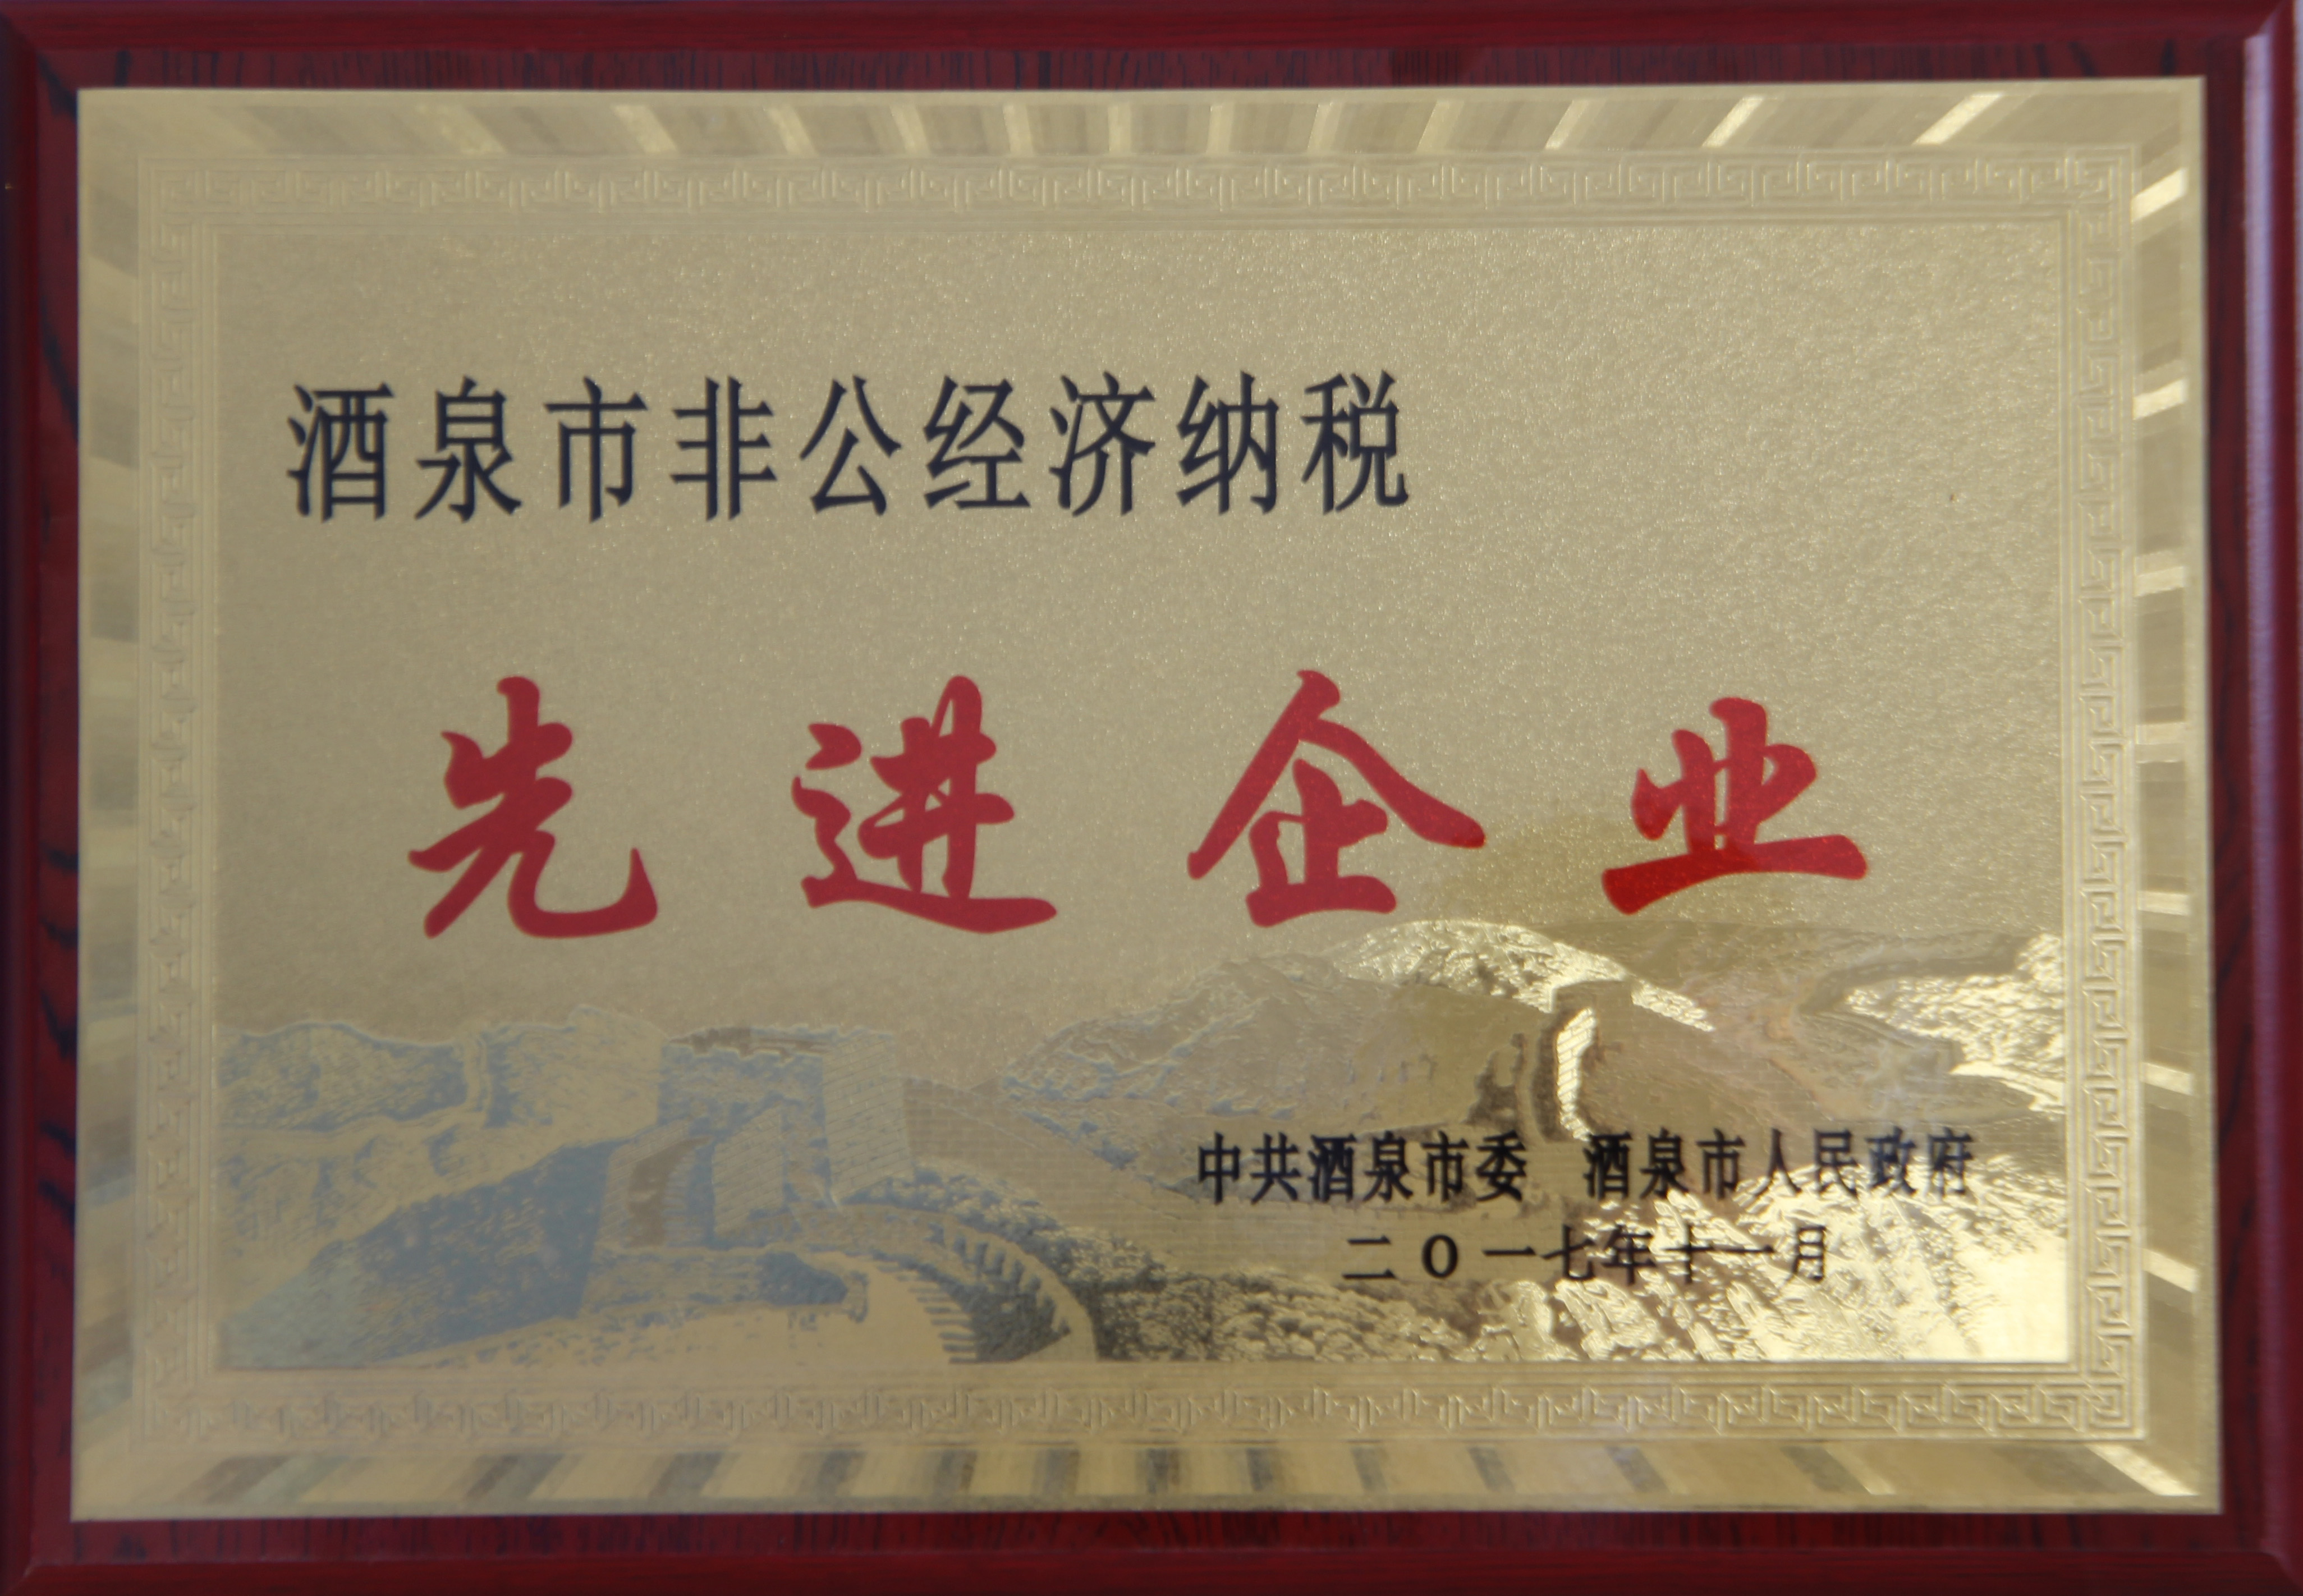 酒泉市非公经济纳税
先进企业
中共酒泉市委 酒泉市人民政府
二O一七年十一月